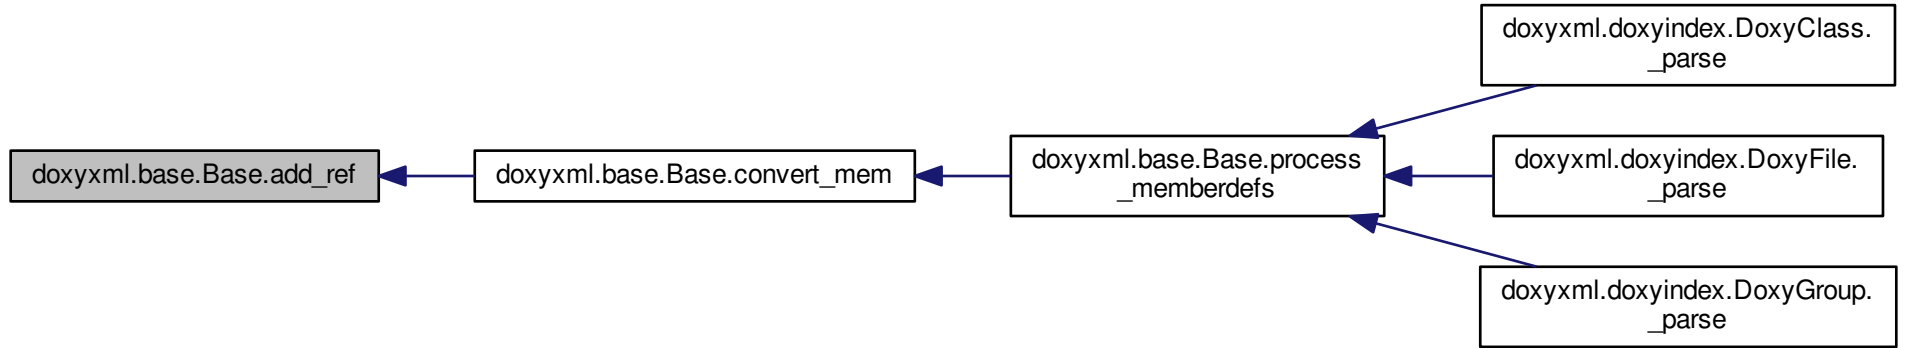 doxyxml.base.Base.add_ref
doxyxml.base.Base.convert_mem
doxyxml.base.Base.process
_memberdefs
doxyxml.doxyindex.DoxyClass.
_parse
doxyxml.doxyindex.DoxyFile.
_parse
doxyxml.doxyindex.DoxyGroup.
_parse